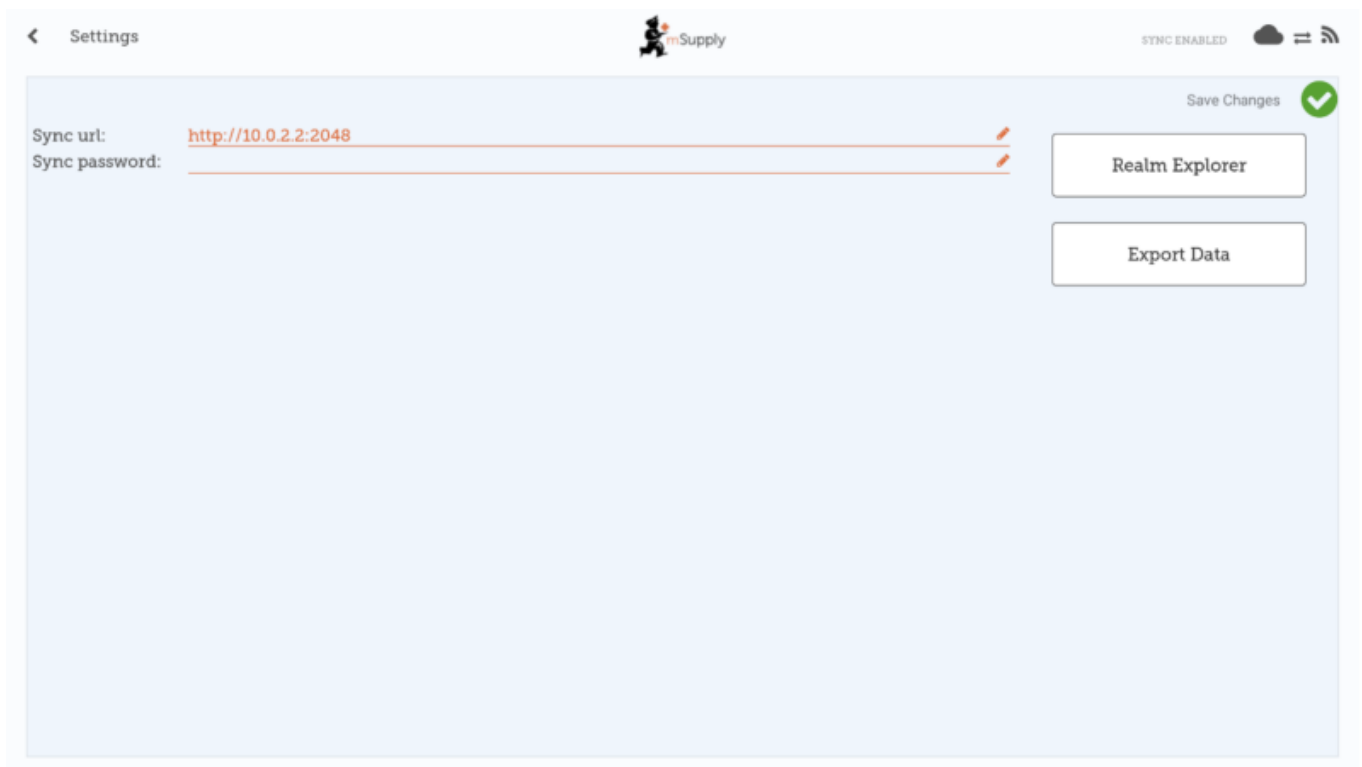 Settings
mSupply
SYNC ENABLED
Save Changes
Sync url: http://10.0.2.2:2048
Sync password:
Realm Explorer
Export Data